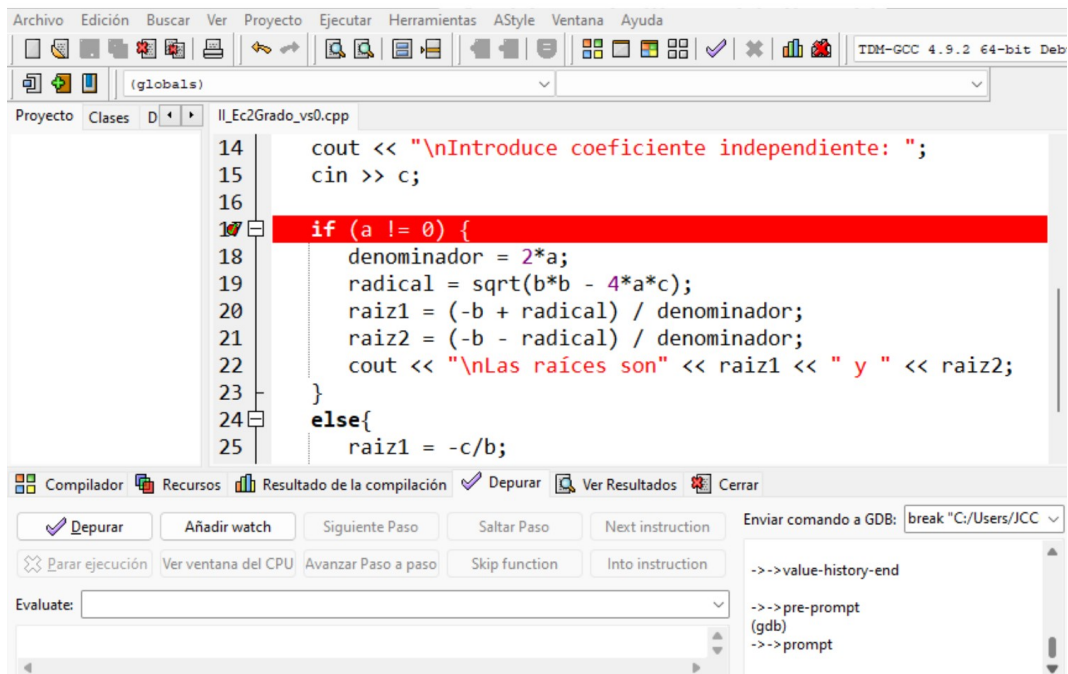 Archivo Edición Buscar Ver Proyecto Ejecutar Herramientas AStyle Ventana Ayuda
TDM-GCC 4.9.2 64-bit Deb
(globals)
Proyecto Clases D II_Ec2Grado_vs0.cpp
14 cout << "\nIntroduce coeficiente independiente: ";
15 cin >> c;
16
17 if (a != 0) {
18 denominador = 2*a;
19 radical = sqrt(b*b - 4*a*c);
20 raiz1 = (-b + radical) / denominador;
21 raiz2 = (-b - radical) / denominador;
22 cout << "\nLas raíces son" << raiz1 << " y " << raiz2;
23 }
24 else{
25 raiz1 = -c/b;
Compilador Recursos Resultado de la compilación Depurar Ver Resultados Cerrar
Depurar Añadir watch Siguiente Paso Saltar Paso Next instruction
Parar ejecución Ver ventana del CPU Avanzar Paso a paso Skip function Into instruction
Evaluate:
Enviar comando a GDB: break "C:/Users/JCC
->->value-history-end
->->pre-prompt
(gdb)
->->prompt